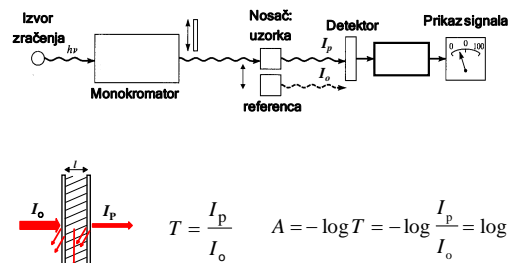 Izvor
zračenja
hν
Monokromator
Nosač:
uzorka
I_p
I_o
referenca
Detektor
Prikaz signala
0 0 100
l
I_o
I_P
T = I_p / I_o
A = − log T = − log I_p / I_o = log